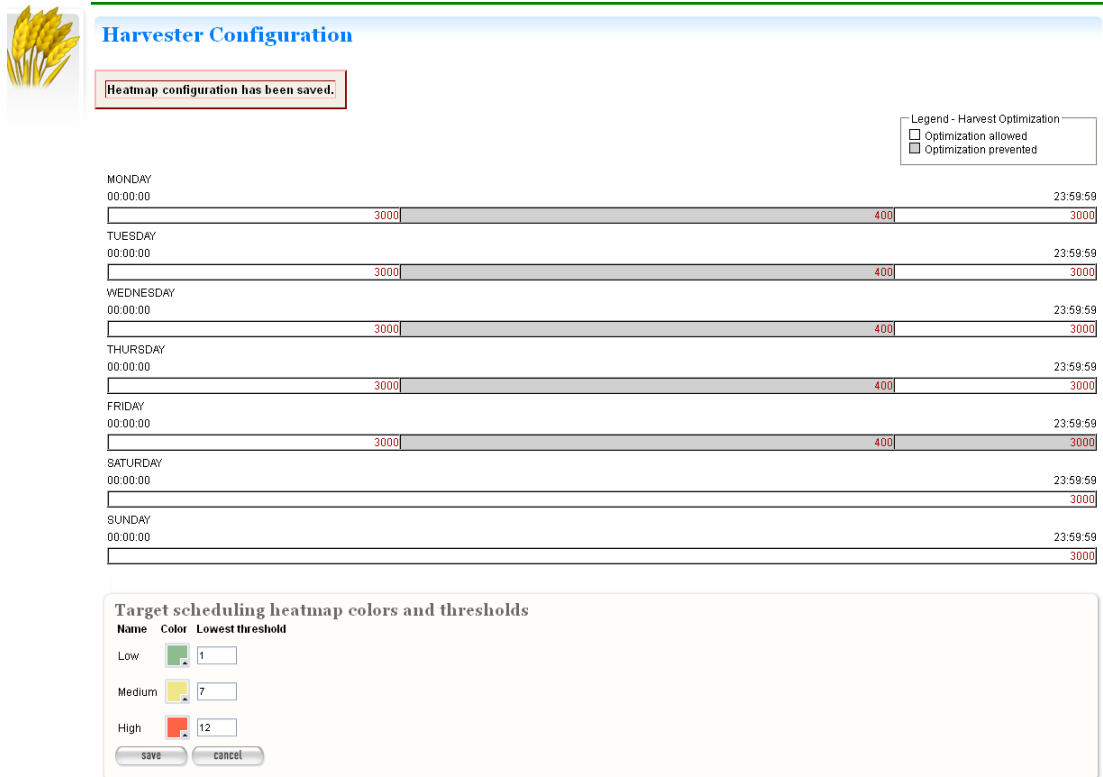 Harvester Configuration
Heatmap configuration has been saved.
Legend - Harvest Optimization
Optimization allowed
Optimization prevented
MONDAY
00:00:00 23:59:59
3000 400 3000
TUESDAY
00:00:00 23:59:59
3000 400 3000
WEDNESDAY
00:00:00 23:59:59
3000 400 3000
THURSDAY
00:00:00 23:59:59
3000 400 3000
FRIDAY
00:00:00 23:59:59
3000 400 3000
SATURDAY
00:00:00 23:59:59
3000
SUNDAY
00:00:00 23:59:59
3000
Target scheduling heatmap colors and thresholds
Name Color Lowest threshold
Low 1
Medium 7
High 12
save cancel